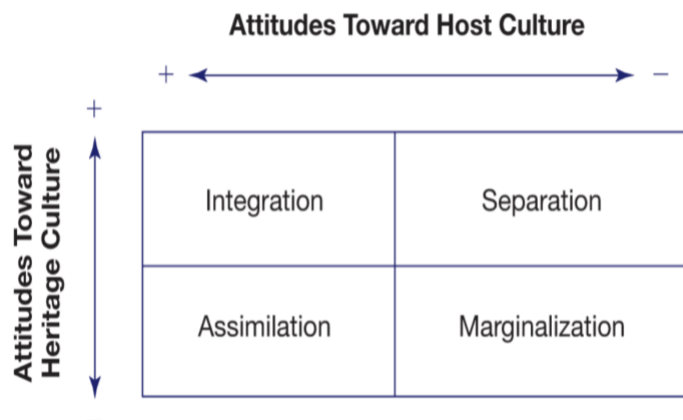 Attitudes Toward Host Culture
+ −
+
Attitudes Toward
Heritage Culture
Integration Separation
Assimilation Marginalization